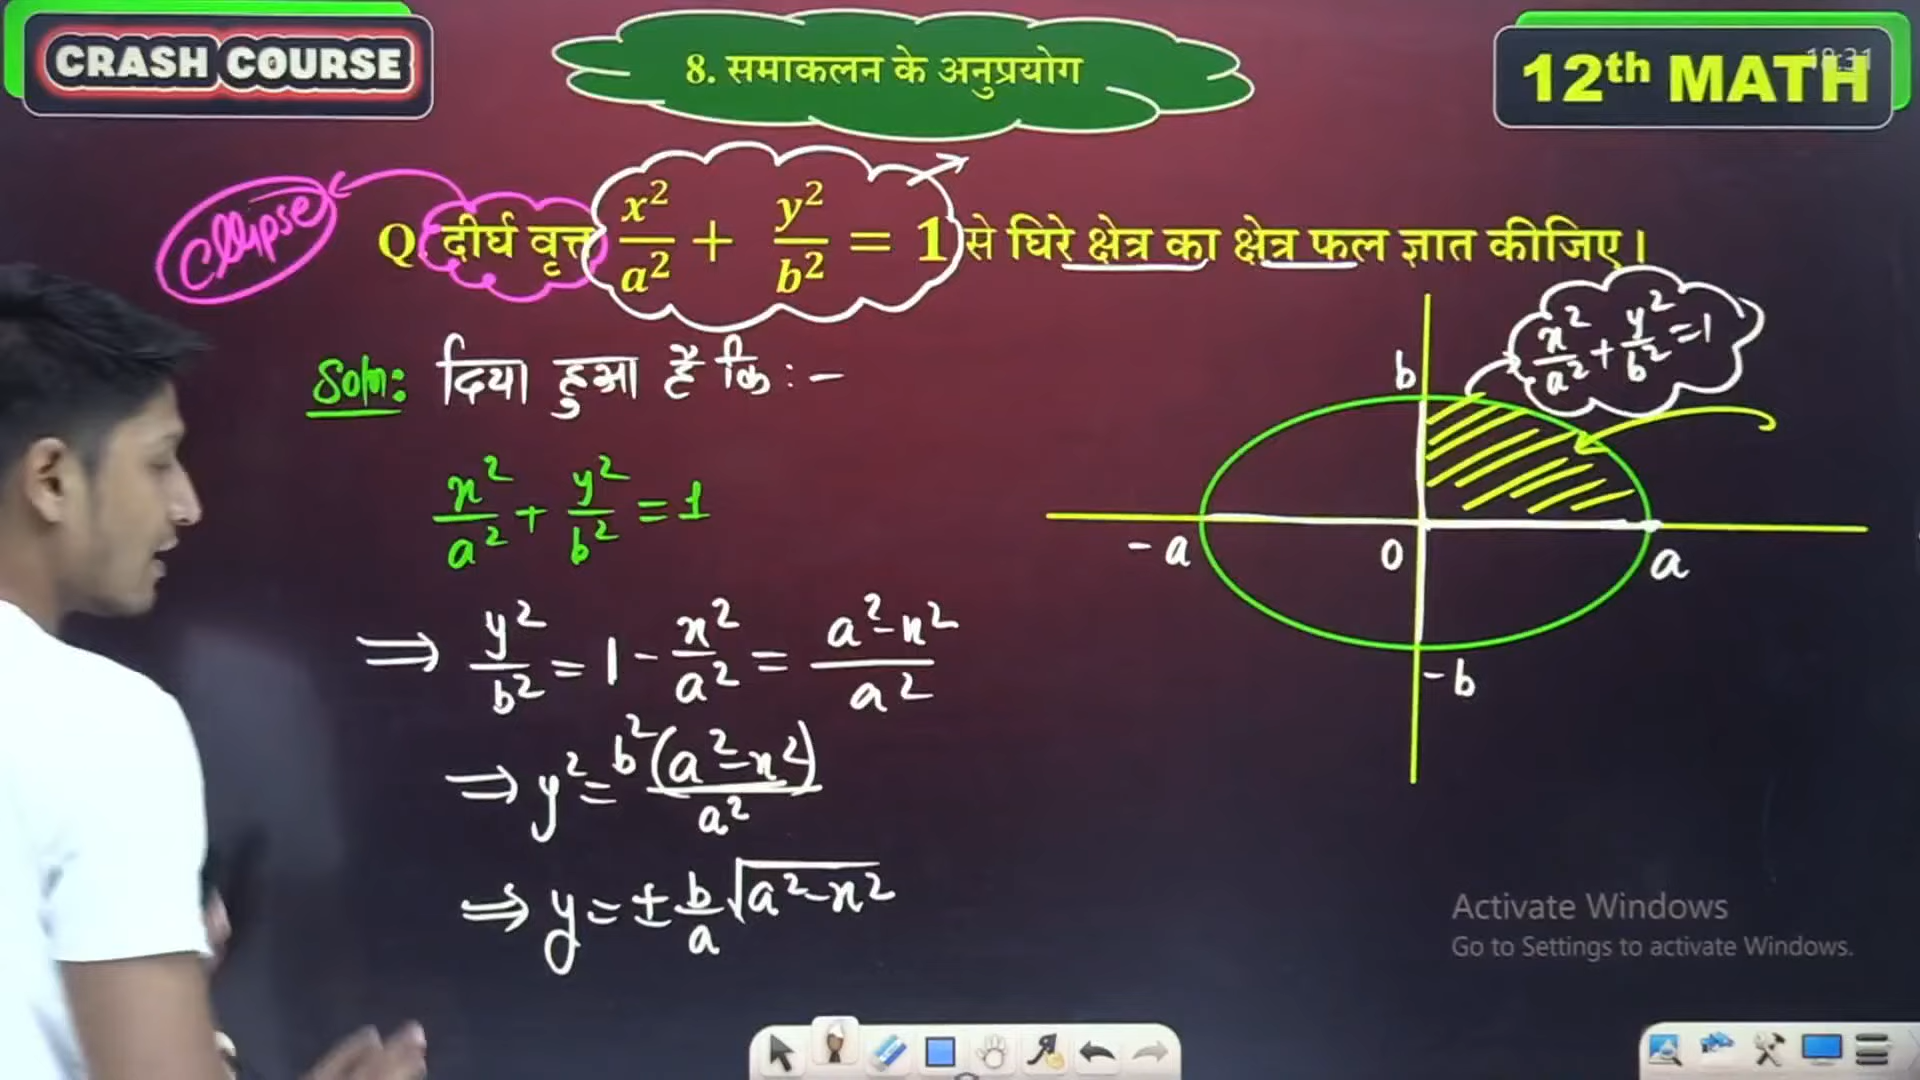 CRASH COURSE
8. समाकलन के अनुप्रयोग
18:31
12th MATH
ellipse
Q. दीर्घ वृत्त x²/a² + y²/b² = 1 से घिरे क्षेत्र का क्षेत्र फल ज्ञात कीजिए।
Soln: दिया हुआ है कि :-
x²/a² + y²/b² = 1
⇒ y²/b² = 1 - x²/a² = a²-x²/a²
⇒ y² = b²(a²-x²)/a²
⇒ y = ± b/a √a²-x²
x²/a² + y²/b² = 1
b
-a
0
a
-b
Activate Windows
Go to Settings to activate Windows.